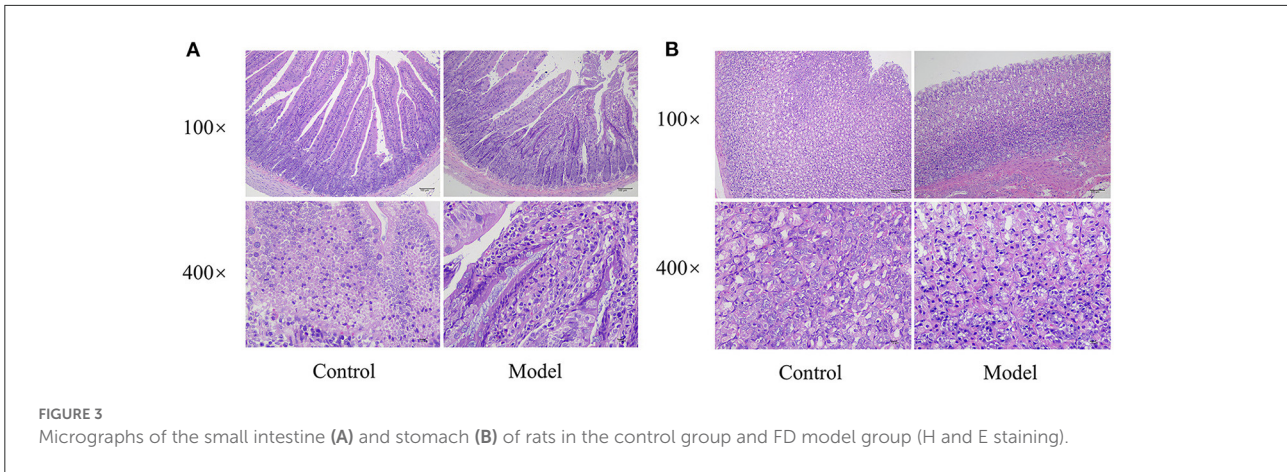 A
B
100×
100×
400×
400×
Control
Model
Control
Model
FIGURE 3
Micrographs of the small intestine (A) and stomach (B) of rats in the control group and FD model group (H and E staining).